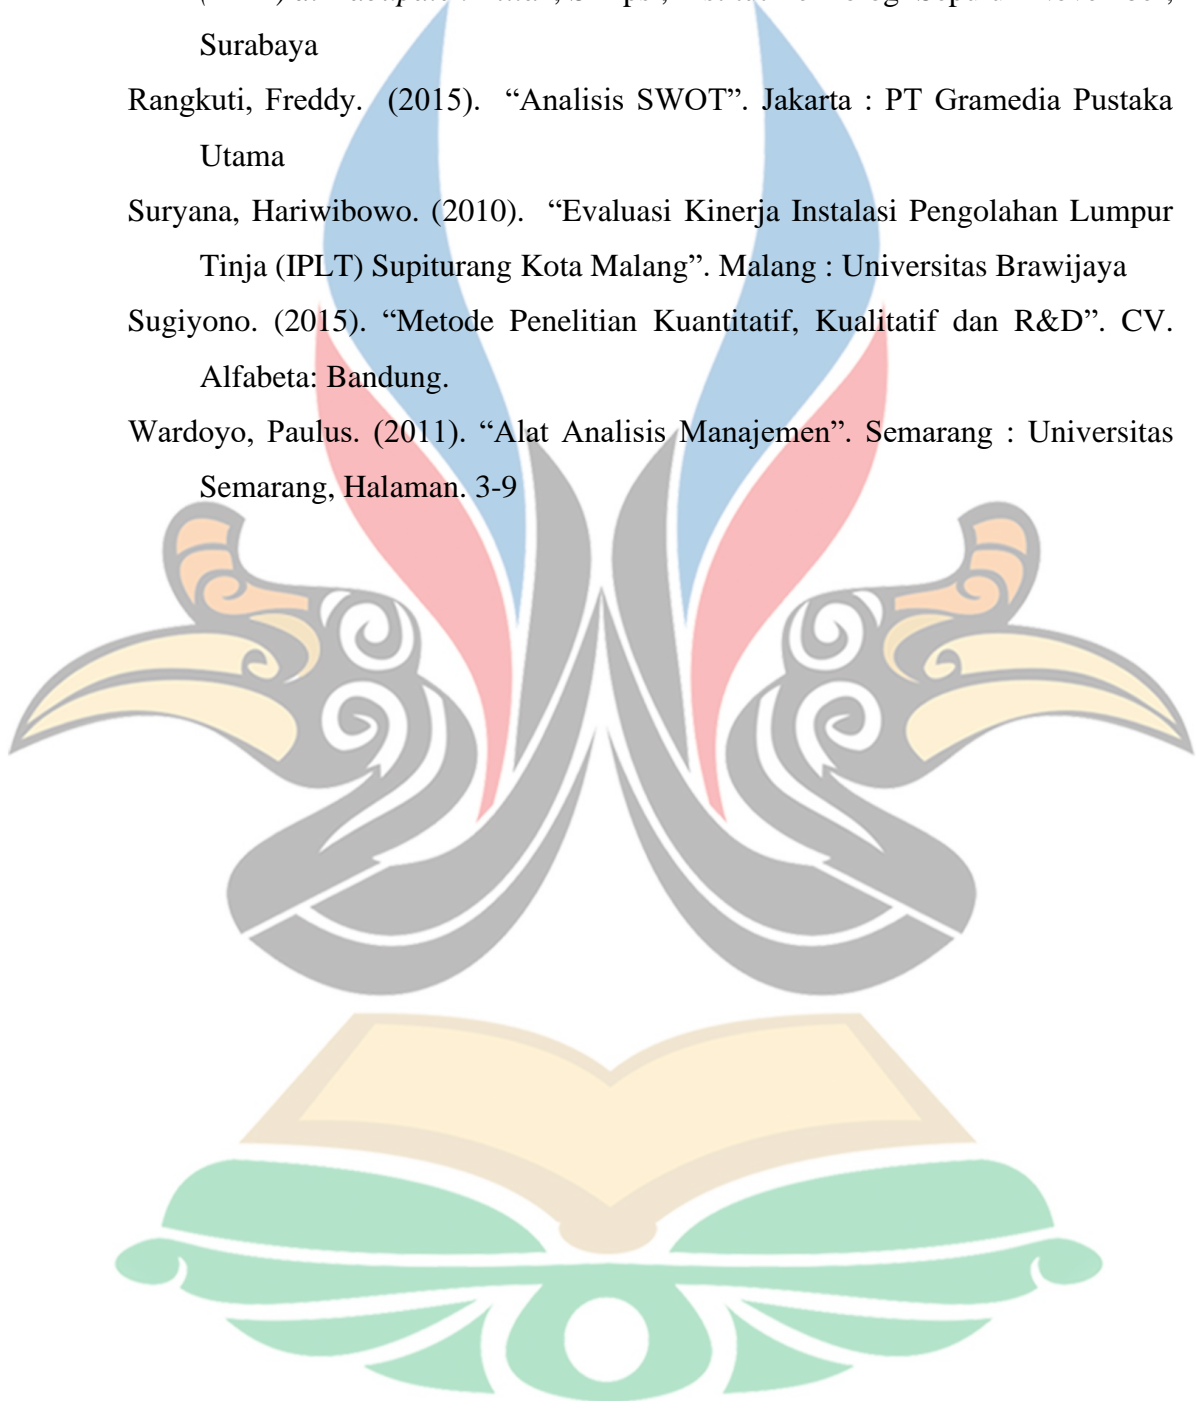 Surabaya
Rangkuti, Freddy. (2015). “Analisis SWOT”. Jakarta : PT Gramedia Pustaka
Utama
Suryana, Hariwibowo. (2010). “Evaluasi Kinerja Instalasi Pengolahan Lumpur
Tinja (IPLT) Supiturang Kota Malang”. Malang : Universitas Brawijaya
Sugiyono. (2015). “Metode Penelitian Kuantitatif, Kualitatif dan R&D”. CV.
Alfabeta: Bandung.
Wardoyo, Paulus. (2011). “Alat Analisis Manajemen”. Semarang : Universitas
Semarang, Halaman. 3-9